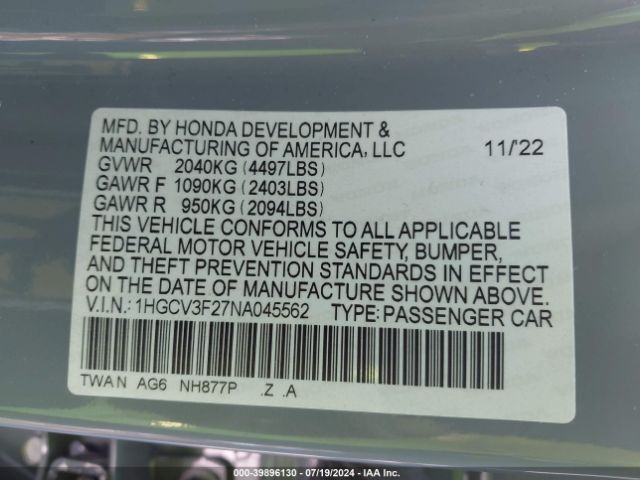 MFD. BY HONDA DEVELOPMENT &
MANUFACTURING OF AMERICA, LLC 11/'22
GVWR 2040KG (4497LBS)
GAWR F 1090KG (2403LBS)
GAWR R 950KG (2094LBS)
THIS VEHICLE CONFORMS TO ALL APPLICABLE
FEDERAL MOTOR VEHICLE SAFETY, BUMPER,
AND THEFT PREVENTION STANDARDS IN EFFECT
ON THE DATE OF MANUFACTURE SHOWN ABOVE.
V.I.N.: 1HGCV3F27NA045562 TYPE: PASSENGER CAR
TWAN AG6 NH877P .Z .A
000-39896130 - 07/19/2024 - IAA Inc.